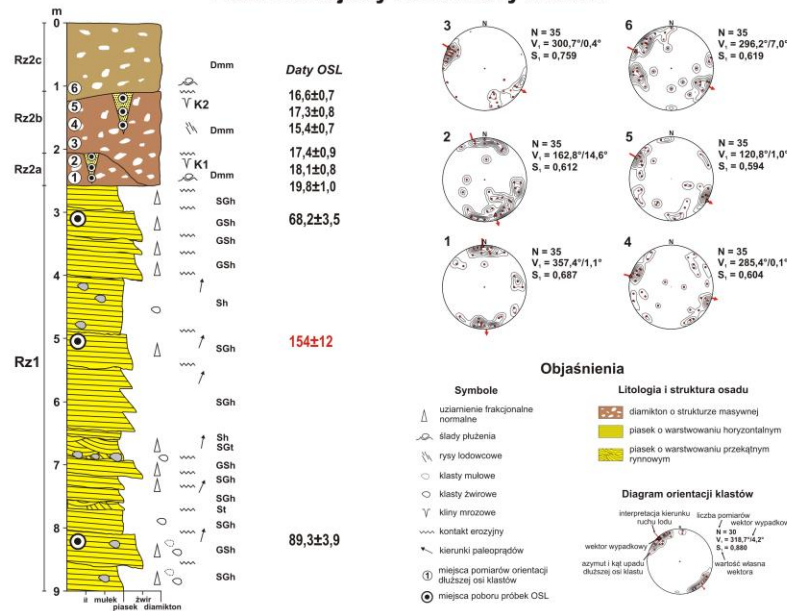 m
0
1
2
3
4
5
6
7
8
9
Rz2c
Rz2b
Rz2a
Rz1
6
5
4
3
2
1
piasek
mułek
żwir
diamikton
Dmm
K2
Dmm
K1
Dmm
SGh
GSh
GSh
GSh
Sh
SGh
SGh
Sh
SGt
GSh
SGh
SGh
St
SGh
GSh
SGh
Daty OSL
16,6±0,7
17,3±0,8
15,4±0,7
17,4±0,9
18,1±0,8
19,8±1,0
68,2±3,5
154±12
89,3±3,9
3
N
N = 35
V₁ = 300,7°/0,4°
S₁ = 0,759
6
N
N = 35
V₁ = 296,2°/7,0°
S₁ = 0,619
2
N
N = 35
V₁ = 162,8°/14,6°
S₁ = 0,612
5
N
N = 35
V₁ = 120,8°/1,0°
S₁ = 0,594
1
N
N = 35
V₁ = 357,4°/1,1°
S₁ = 0,687
4
N
N = 35
V₁ = 285,4°/0,1°
S₁ = 0,604
Objaśnienia
Symbole
uziarnienie frakcjonalne
normalne
ślady płużenia
rysy lodowcowe
klasty mułowe
klasty żwirowe
kliny mrozowe
kontakt erozyjny
kierunki paleoprądów
1 miejsca pomiarów orientacji
dłuższej osi klastów
miejsca poboru próbek OSL
Litologia i struktura osadu
diamikton o strukturze masywnej
piasek o warstwowaniu horyzontalnym
piasek o warstwowaniu przekątnym
rynnowym
Diagram orientacji klastów
interpretacja kierunku
ruchu lodu
liczba pomiarów
wektor wypadkowy
N = 30
V₁ = 318,7°/4,2°
S₁ = 0,880
wektor wypadkowy
azymut i kąt upadu
dłuższej osi klastu
wartość własna
wektora